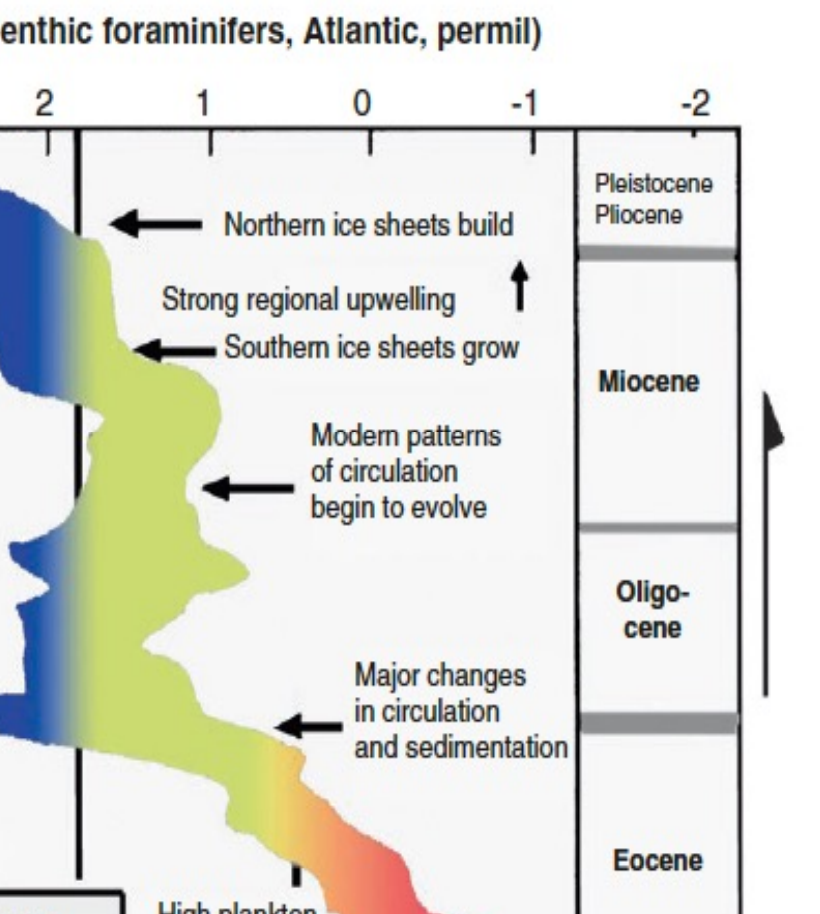 enthic foraminifers, Atlantic, permil)
2 1 0 -1 -2
Pleistocene
Pliocene
Northern ice sheets build
Strong regional upwelling
Southern ice sheets grow
Miocene
Modern patterns
of circulation
begin to evolve
Oligo-
cene
Major changes
in circulation
and sedimentation
Eocene
High plankton